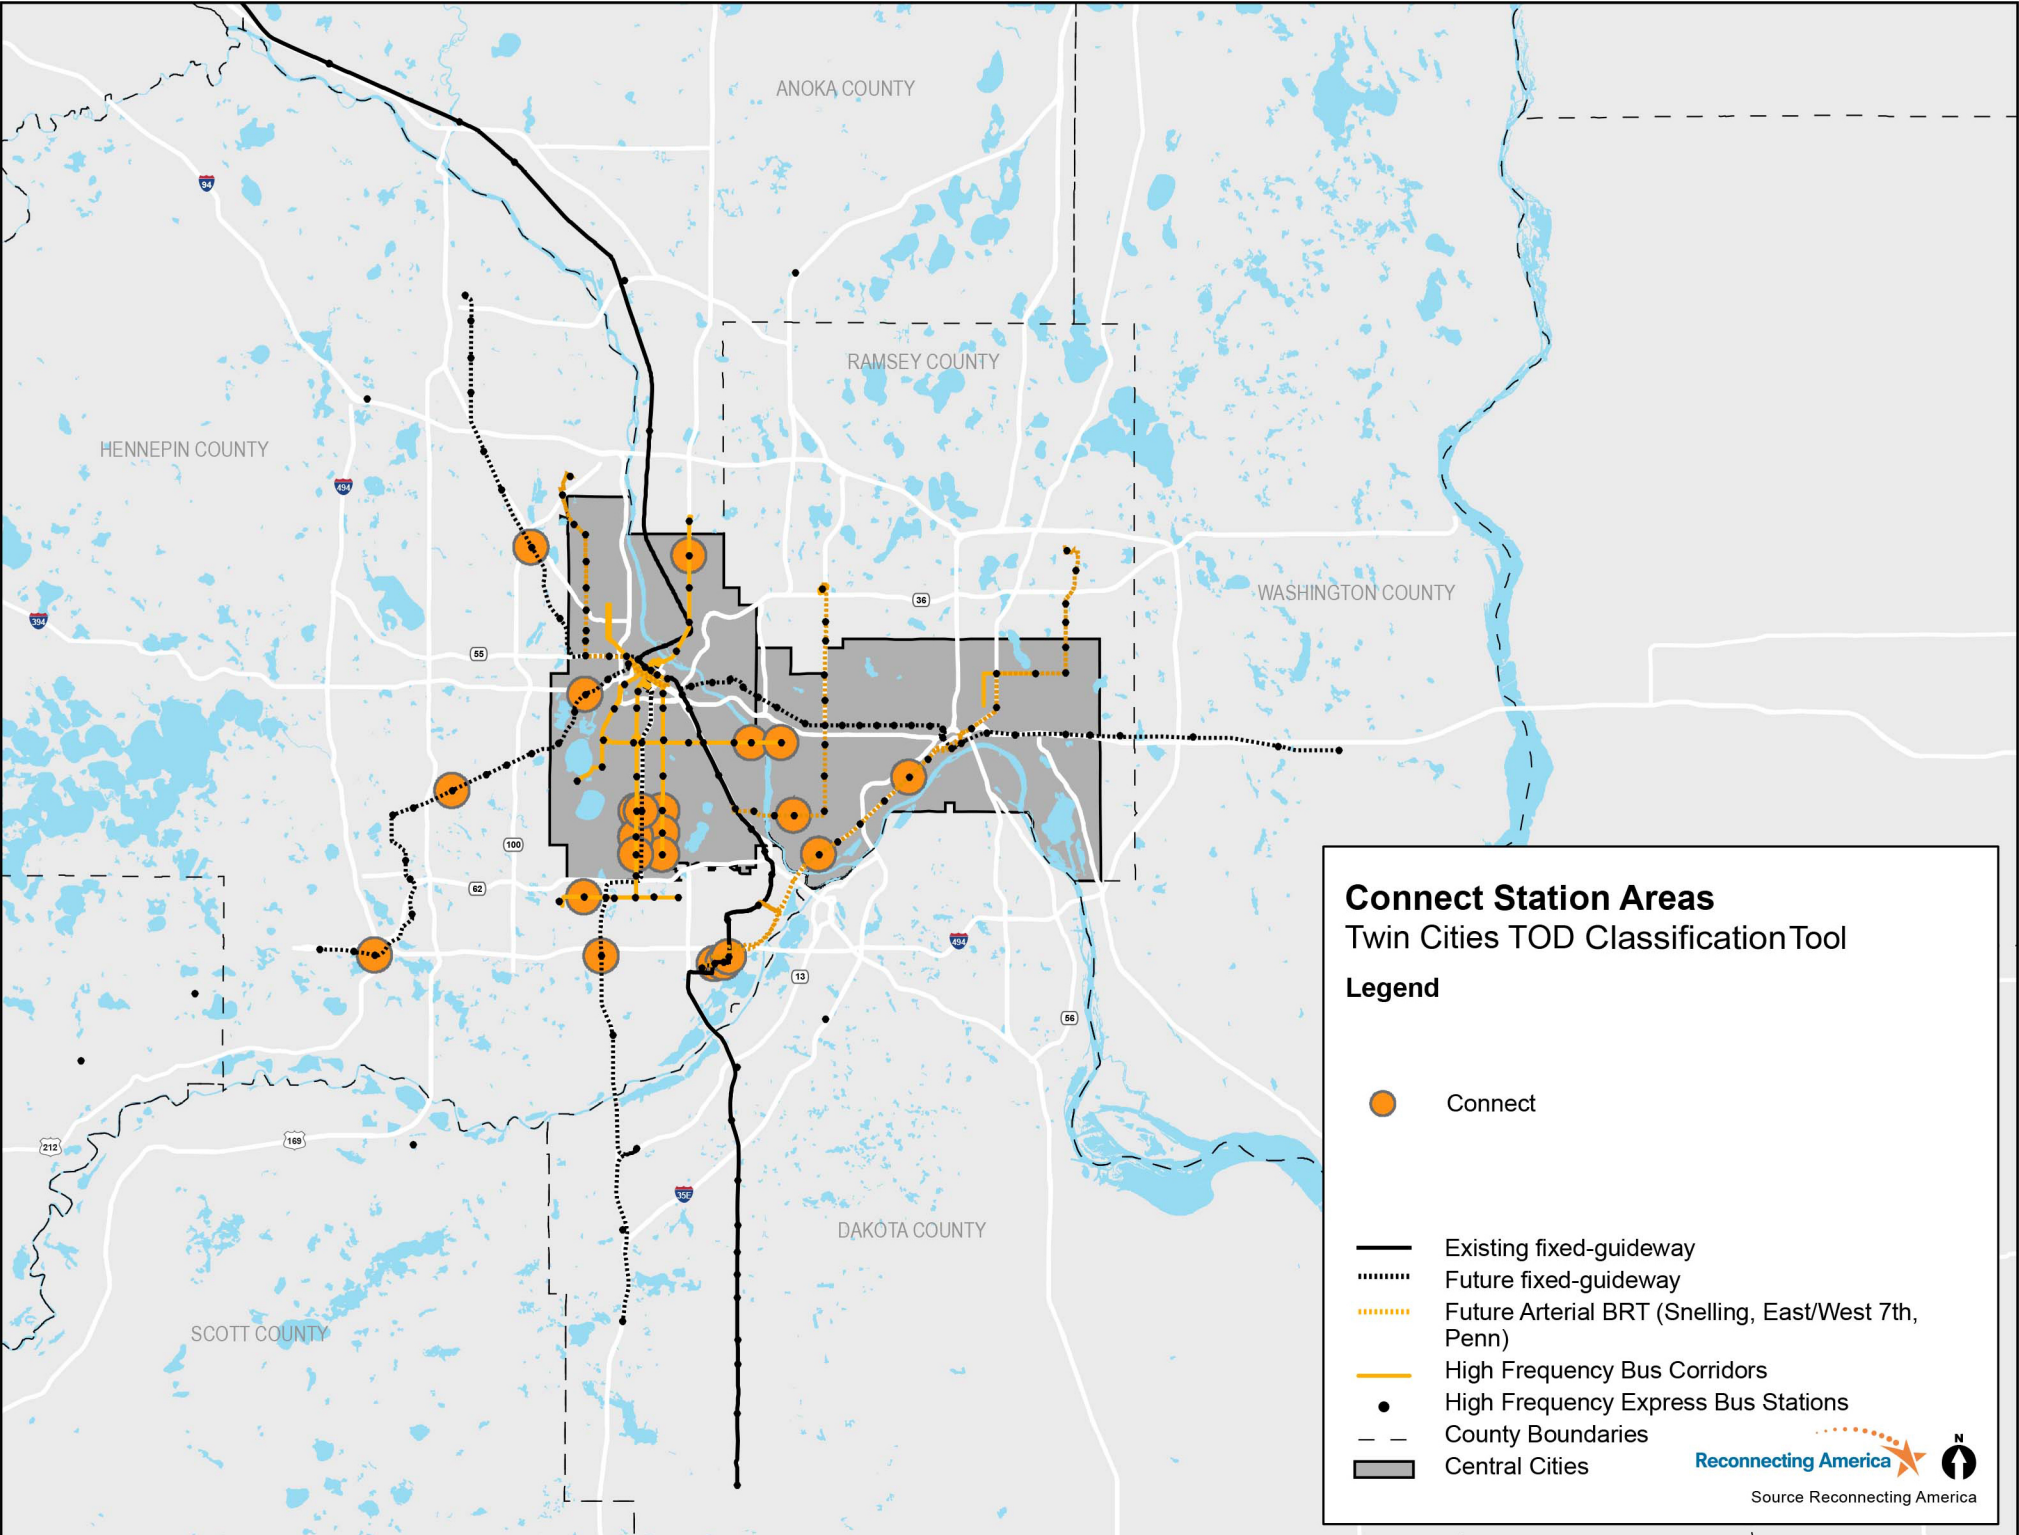 ANOKA COUNTY
94
RAMSEY COUNTY
HENNEPIN COUNTY
494
WASHINGTON COUNTY
36
394
55
100
62
494
13
56
212
169
35E
DAKOTA COUNTY
SCOTT COUNTY
Connect Station Areas
Twin Cities TOD Classification Tool
Legend
Connect
Existing fixed-guideway
Future fixed-guideway
Future Arterial BRT (Snelling, East/West 7th,
Penn)
High Frequency Bus Corridors
High Frequency Express Bus Stations
County Boundaries
Central Cities
Reconnecting America
N
Source Reconnecting America